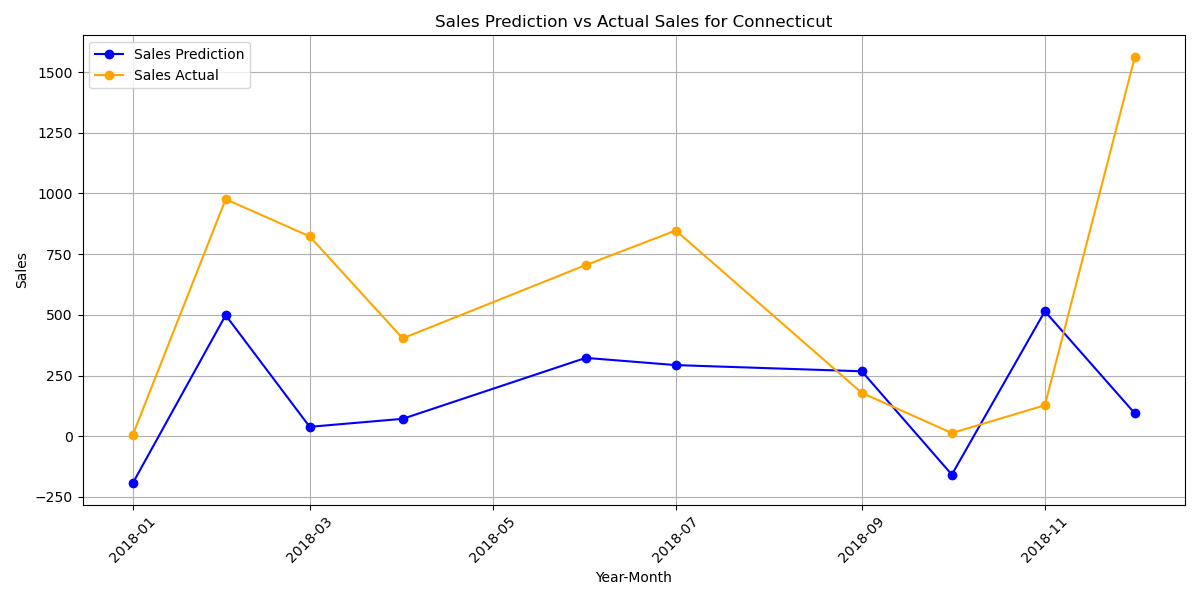 Sales Prediction vs Actual Sales for Connecticut
Sales Prediction
Sales Actual
1500
1250
1000
750
500
250
0
−250
Sales
2018-01
2018-03
2018-05
2018-07
2018-09
2018-11
Year-Month